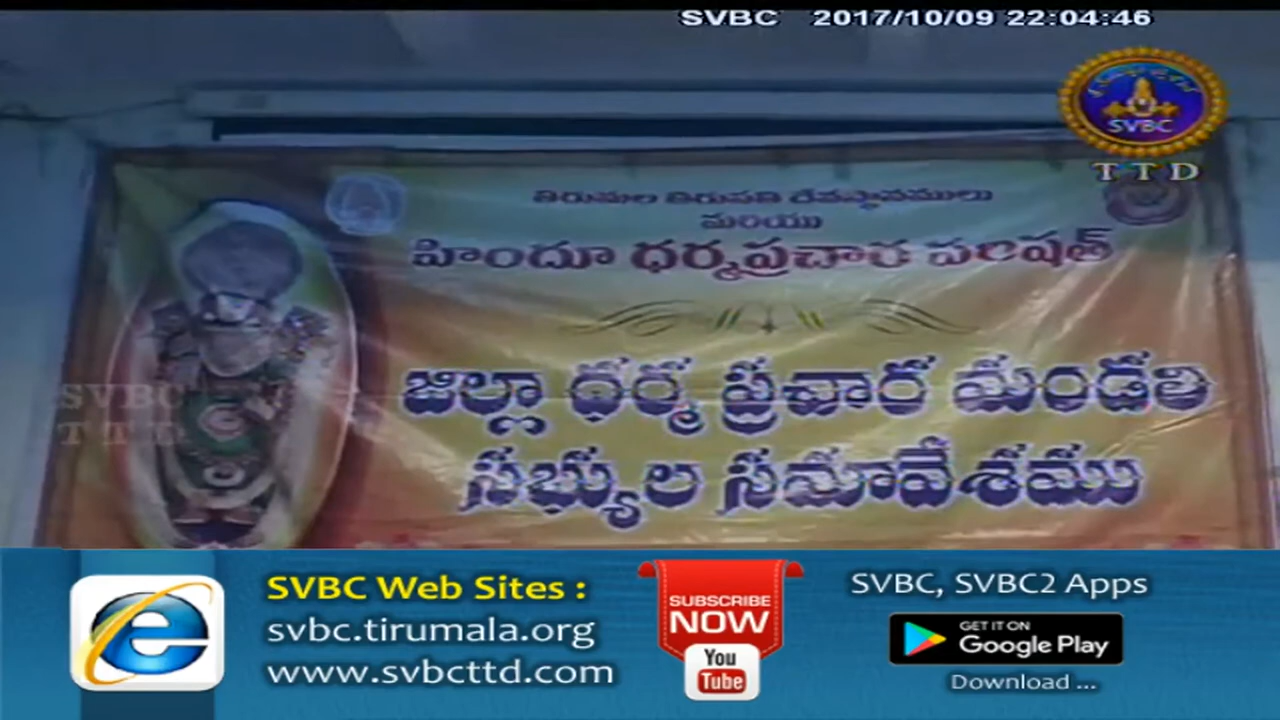 SVBC 2017/10/09 22:04:46
SVBC
T T D
తిరుమల తిరుపతి దేవస్థానములు
మరియు
హిందూ ధర్మప్రచార పరిషత్
జిల్లా ధర్మ ప్రచార మండలి
సభ్యుల సమావేశము
SVBC
T T D
SVBC Web Sites :
svbc.tirumala.org
www.svbcttd.com
SUBSCRIBE
NOW
You
Tube
SVBC, SVBC2 Apps
GET IT ON
Google Play
Download ...